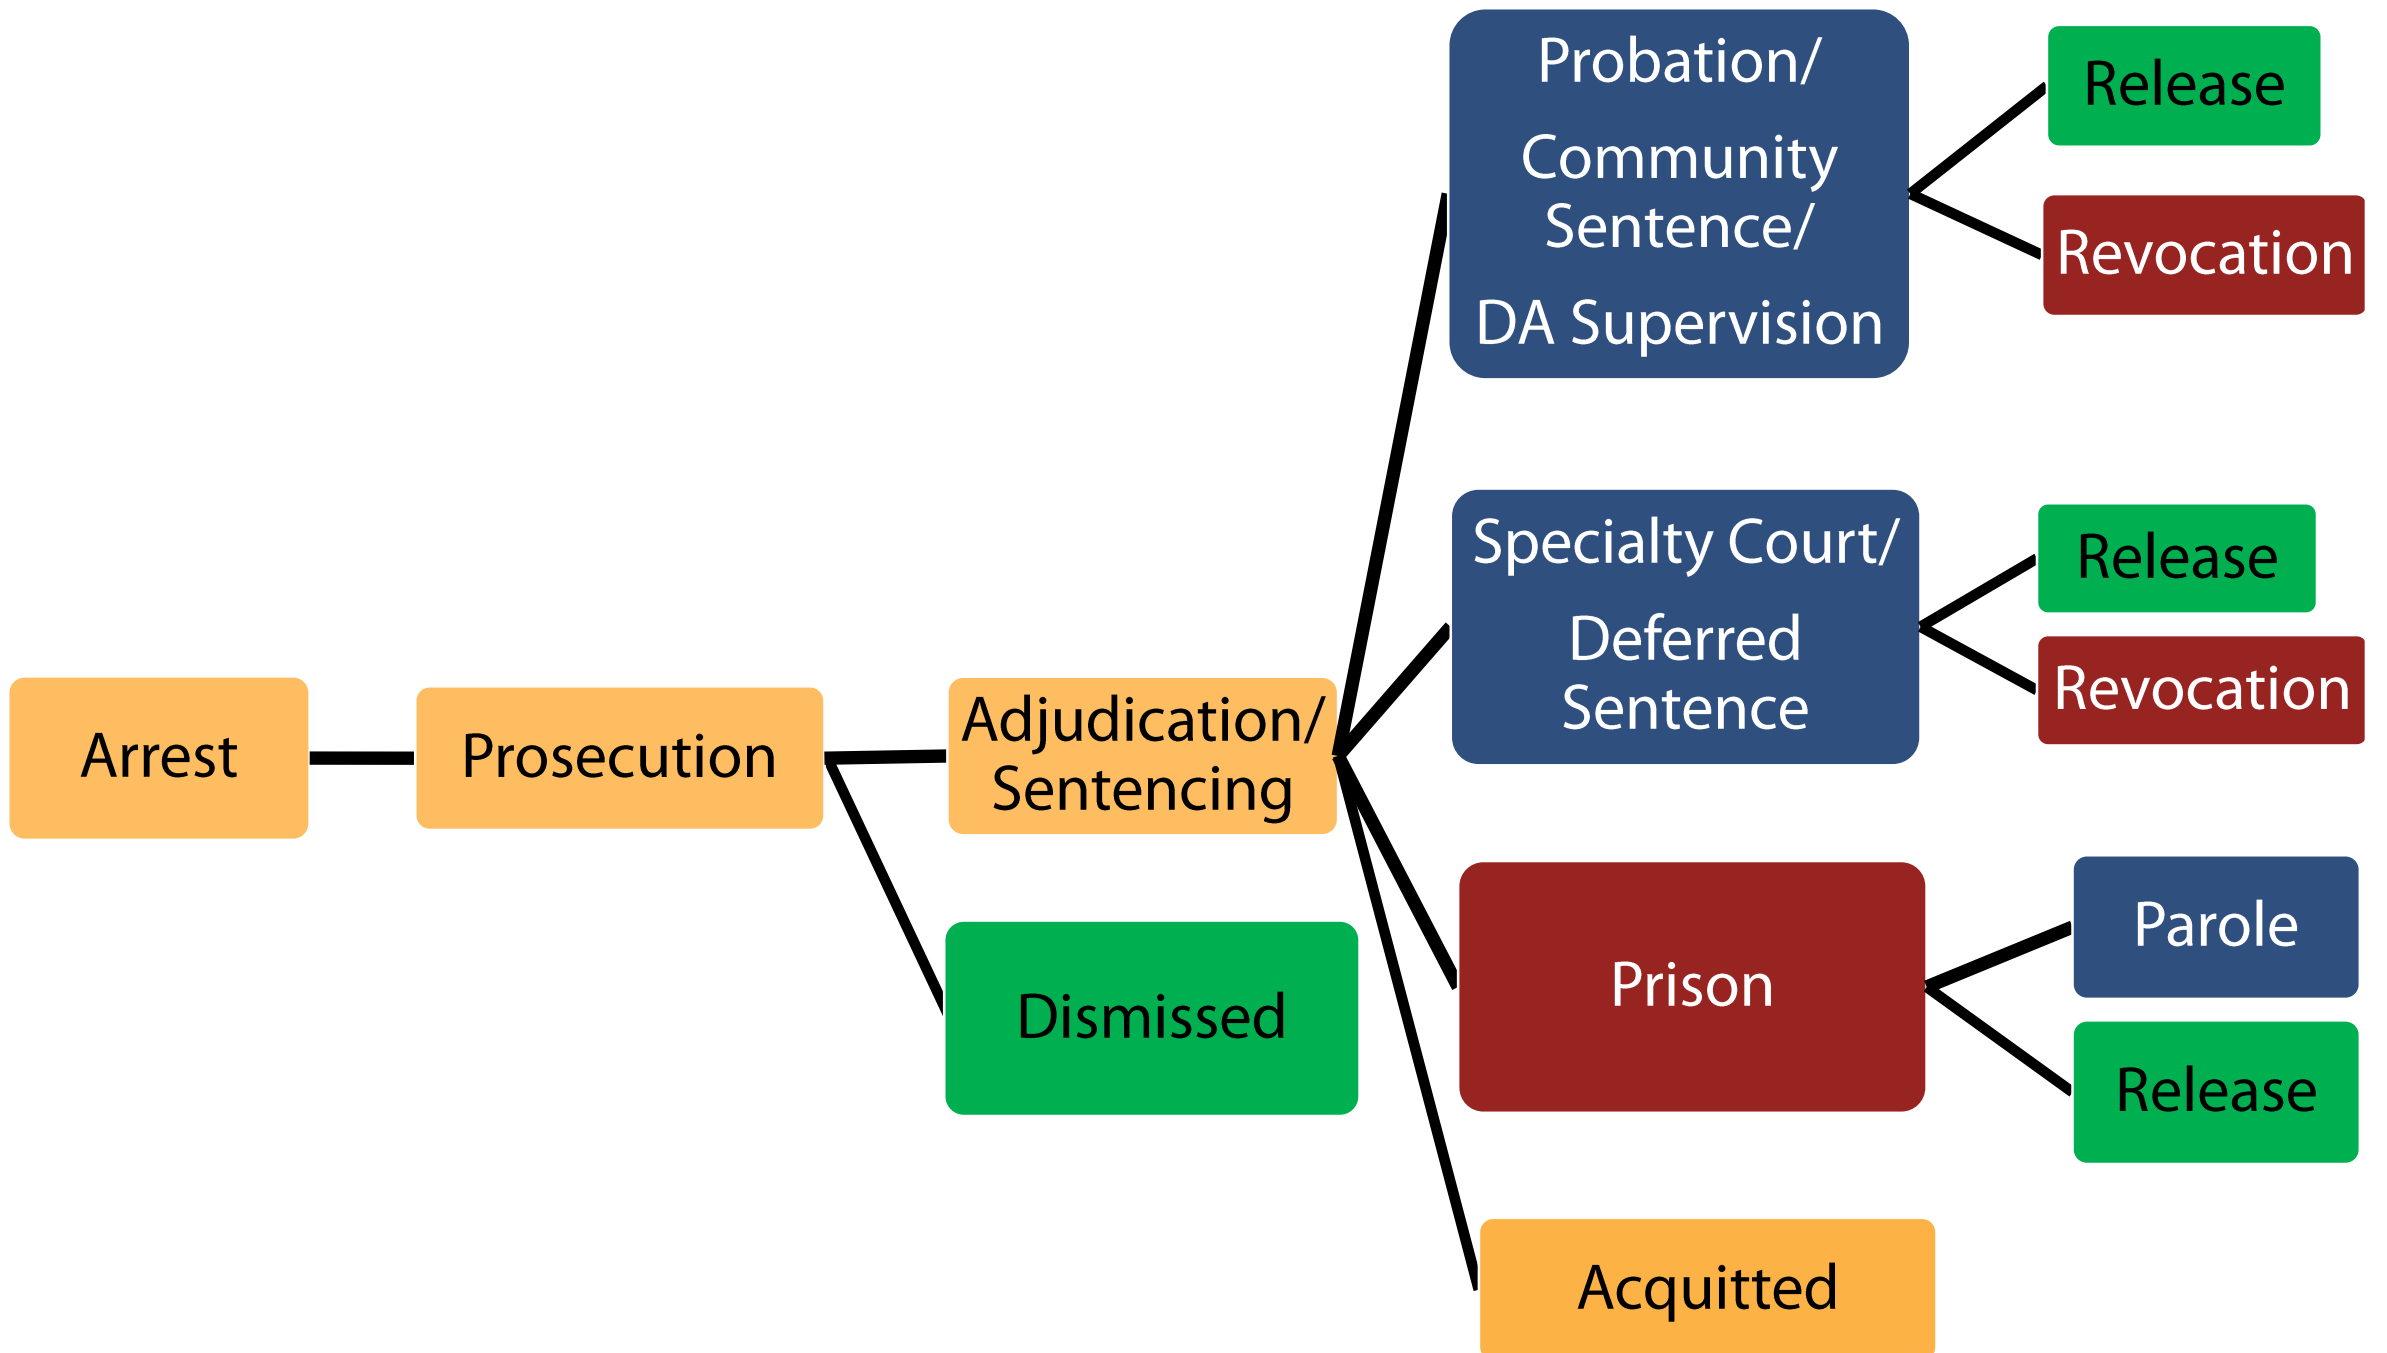 Arrest
Prosecution
Adjudication/
Sentencing
Dismissed
Probation/
Community
Sentence/
DA Supervision
Release
Revocation
Specialty Court/
Deferred
Sentence
Release
Revocation
Prison
Parole
Release
Acquitted